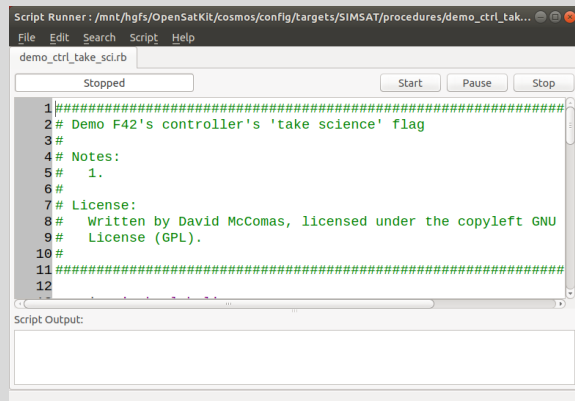 Script Runner : /mnt/hgfs/OpenSatKit/cosmos/config/targets/SIMSAT/procedures/demo_ctrl_tak...
File Edit Search Script Help
demo_ctrl_take_sci.rb
Stopped Start Pause Stop
1 ##############################################################
2 # Demo F42's controller's 'take science' flag
3 #
4 # Notes:
5 #   1.
6 #
7 # License:
8 #   Written by David McComas, licensed under the copyleft GNU
9 #   License (GPL).
10 #
11 ##############################################################
12
Script Output: